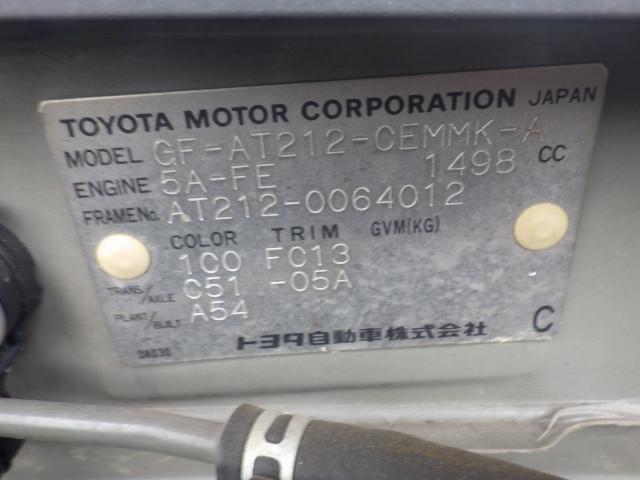 TOYOTA MOTOR CORPORATION JAPAN
MODEL GF-AT212-CEMMK-A
ENGINE 5A-FE 1498 CC
FRAME No. AT212-0064012
COLOR TRIM GVM(KG)
1C0 FC13
TRANS./AXLE C51 -05A
PLANT/BUILT A54
トヨタ自動車株式会社 C